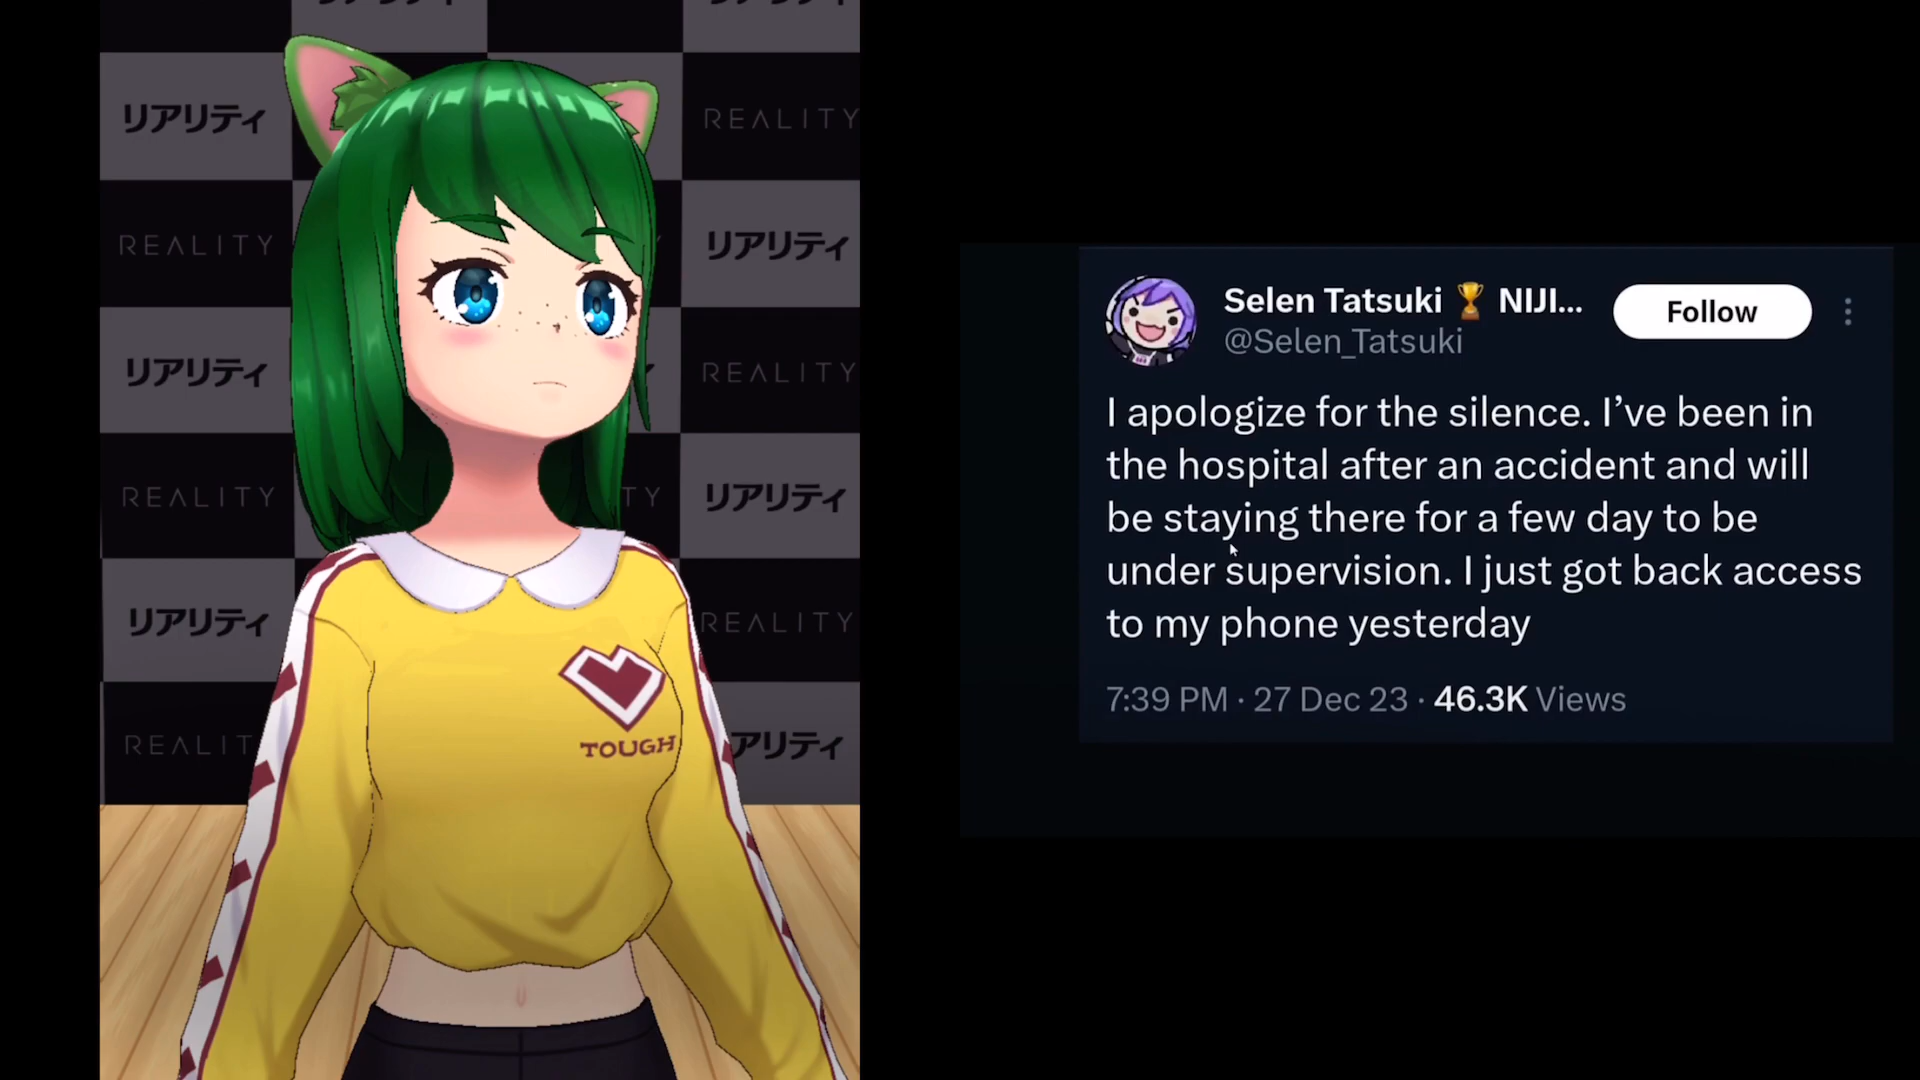 リアリティ
REALITY
REALITY
リアリティ
リアリティ
REALITY
REALITY
リアリティ
リアリティ
REALITY
REALIT
アリティ
TOUGH
Selen Tatsuki 🏆 NIJI...
@Selen_Tatsuki
Follow
I apologize for the silence. I’ve been in
the hospital after an accident and will
be staying there for a few day to be
under supervision. I just got back access
to my phone yesterday
7:39 PM · 27 Dec 23 · 46.3K Views